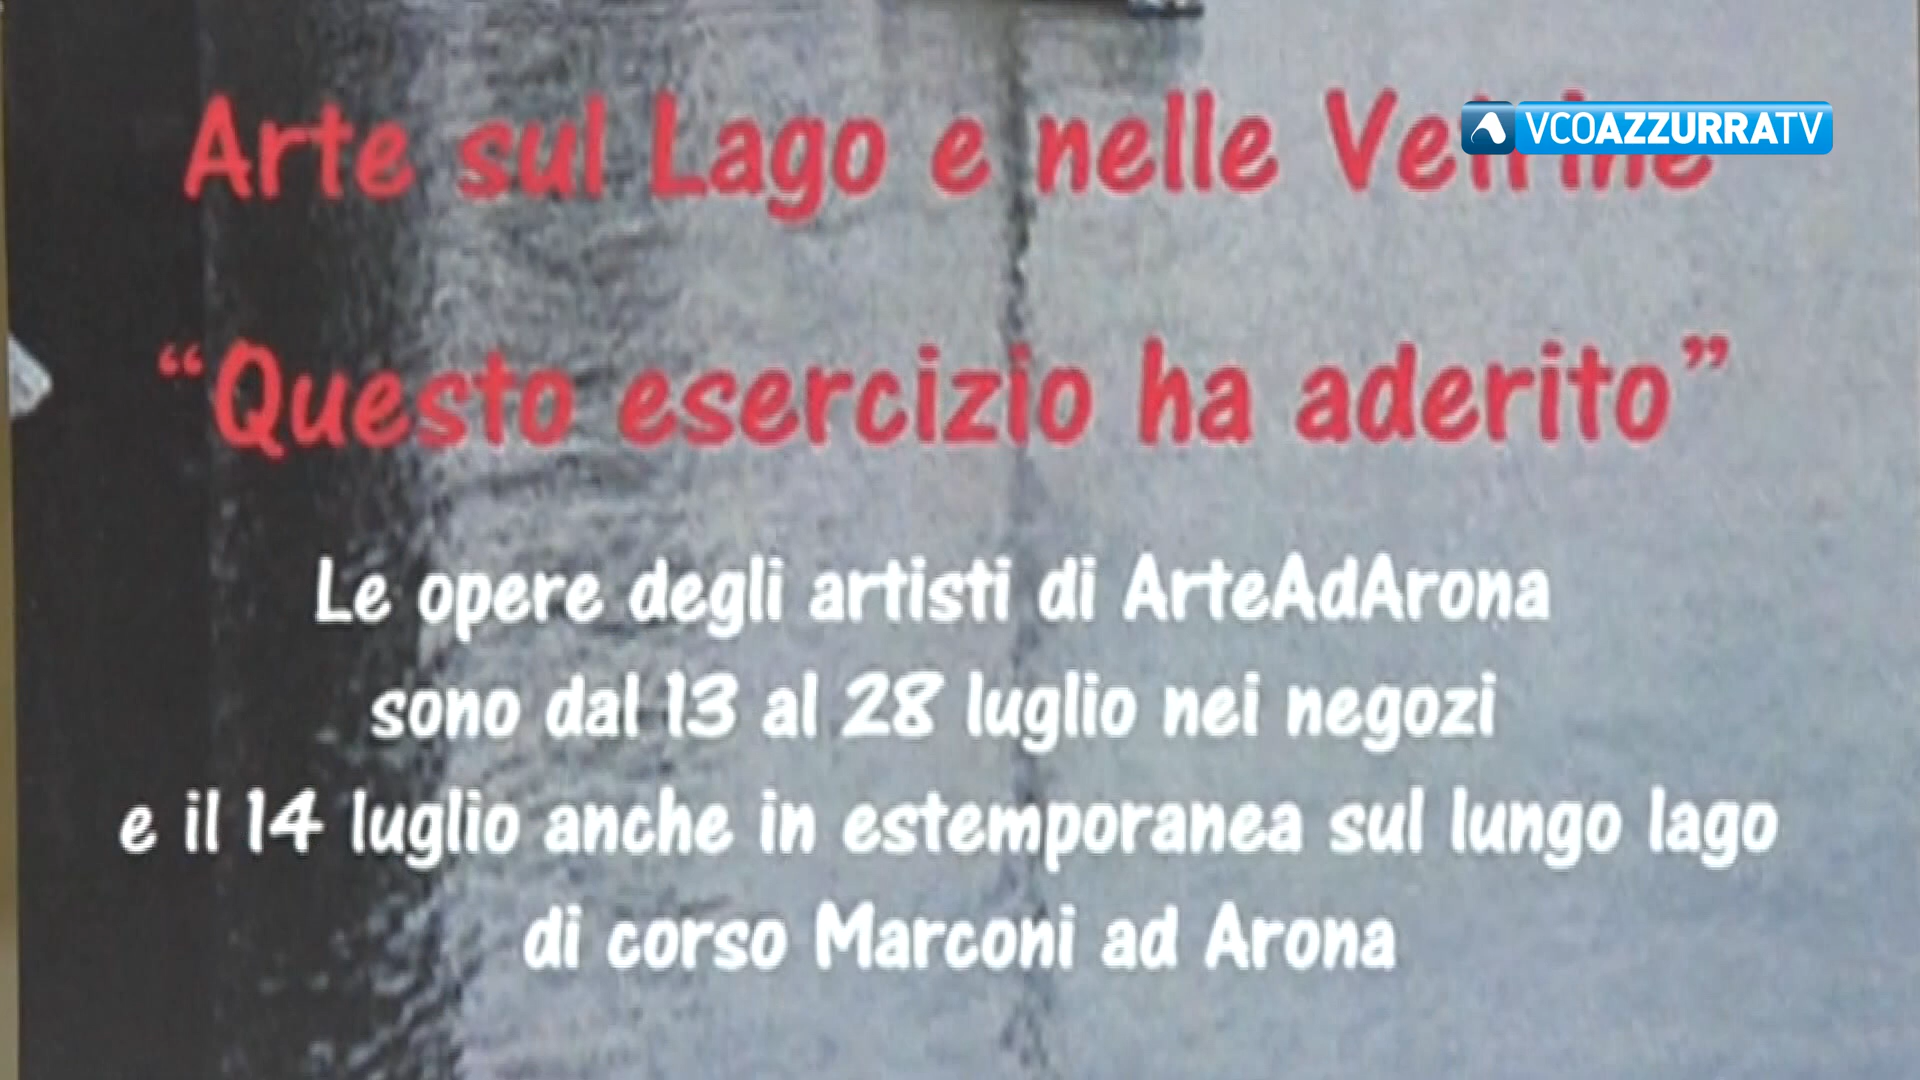 VCOAZZURRATV
Arte sul Lago e nelle Vetrine
“Questo esercizio ha aderito”
Le opere degli artisti di ArteAdArona
sono dal 13 al 28 luglio nei negozi
e il 14 luglio anche in estemporanea sul lungo lago
di corso Marconi ad Arona